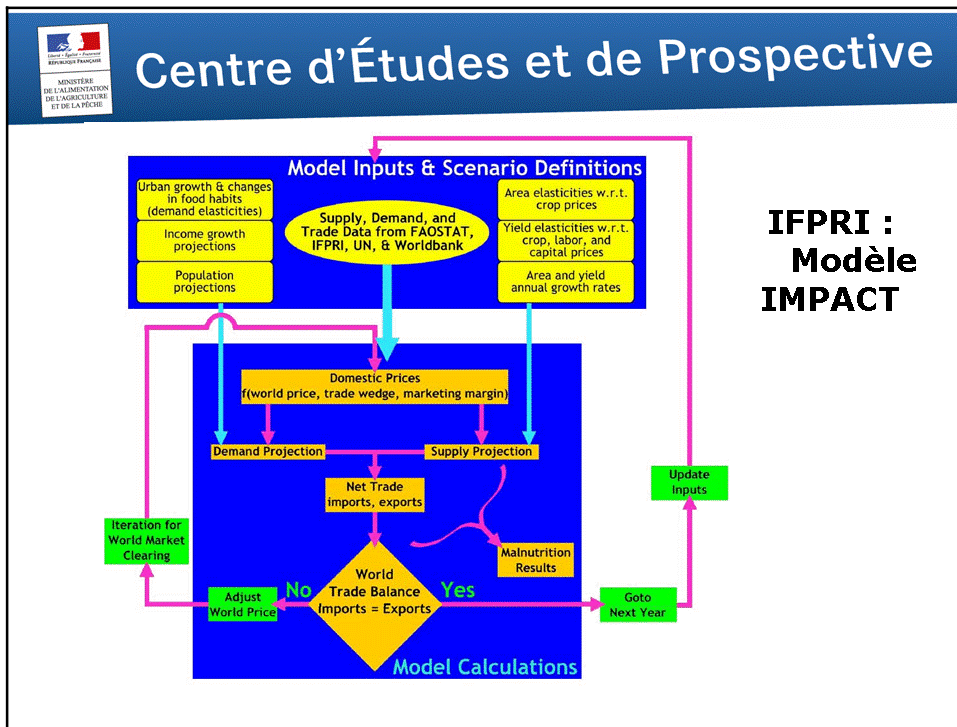 Liberté • Égalité • Fraternité
RÉPUBLIQUE FRANÇAISE
MINISTÈRE
DE L'ALIMENTATION
DE L'AGRICULTURE
ET DE LA PÊCHE
Centre d'Études et de Prospective
Model Inputs & Scenario Definitions
Urban growth & changes
in food habits
(demand elasticities)
Income growth
projections
Population
projections
Supply, Demand, and
Trade Data from FAOSTAT,
IFPRI, UN, & Worldbank
Area elasticities w.r.t.
crop prices
Yield elasticities w.r.t.
crop, labor, and
capital prices
Area and yield
annual growth rates
IFPRI :
Modèle
IMPACT
Domestic Prices
f(world price, trade wedge, marketing margin)
Demand Projection
Supply Projection
Net Trade
imports, exports
Update
Inputs
Iteration for
World Market
Clearing
Malnutrition
Results
World
Trade Balance
Imports = Exports
No
Yes
Adjust
World Price
Goto
Next Year
Model Calculations